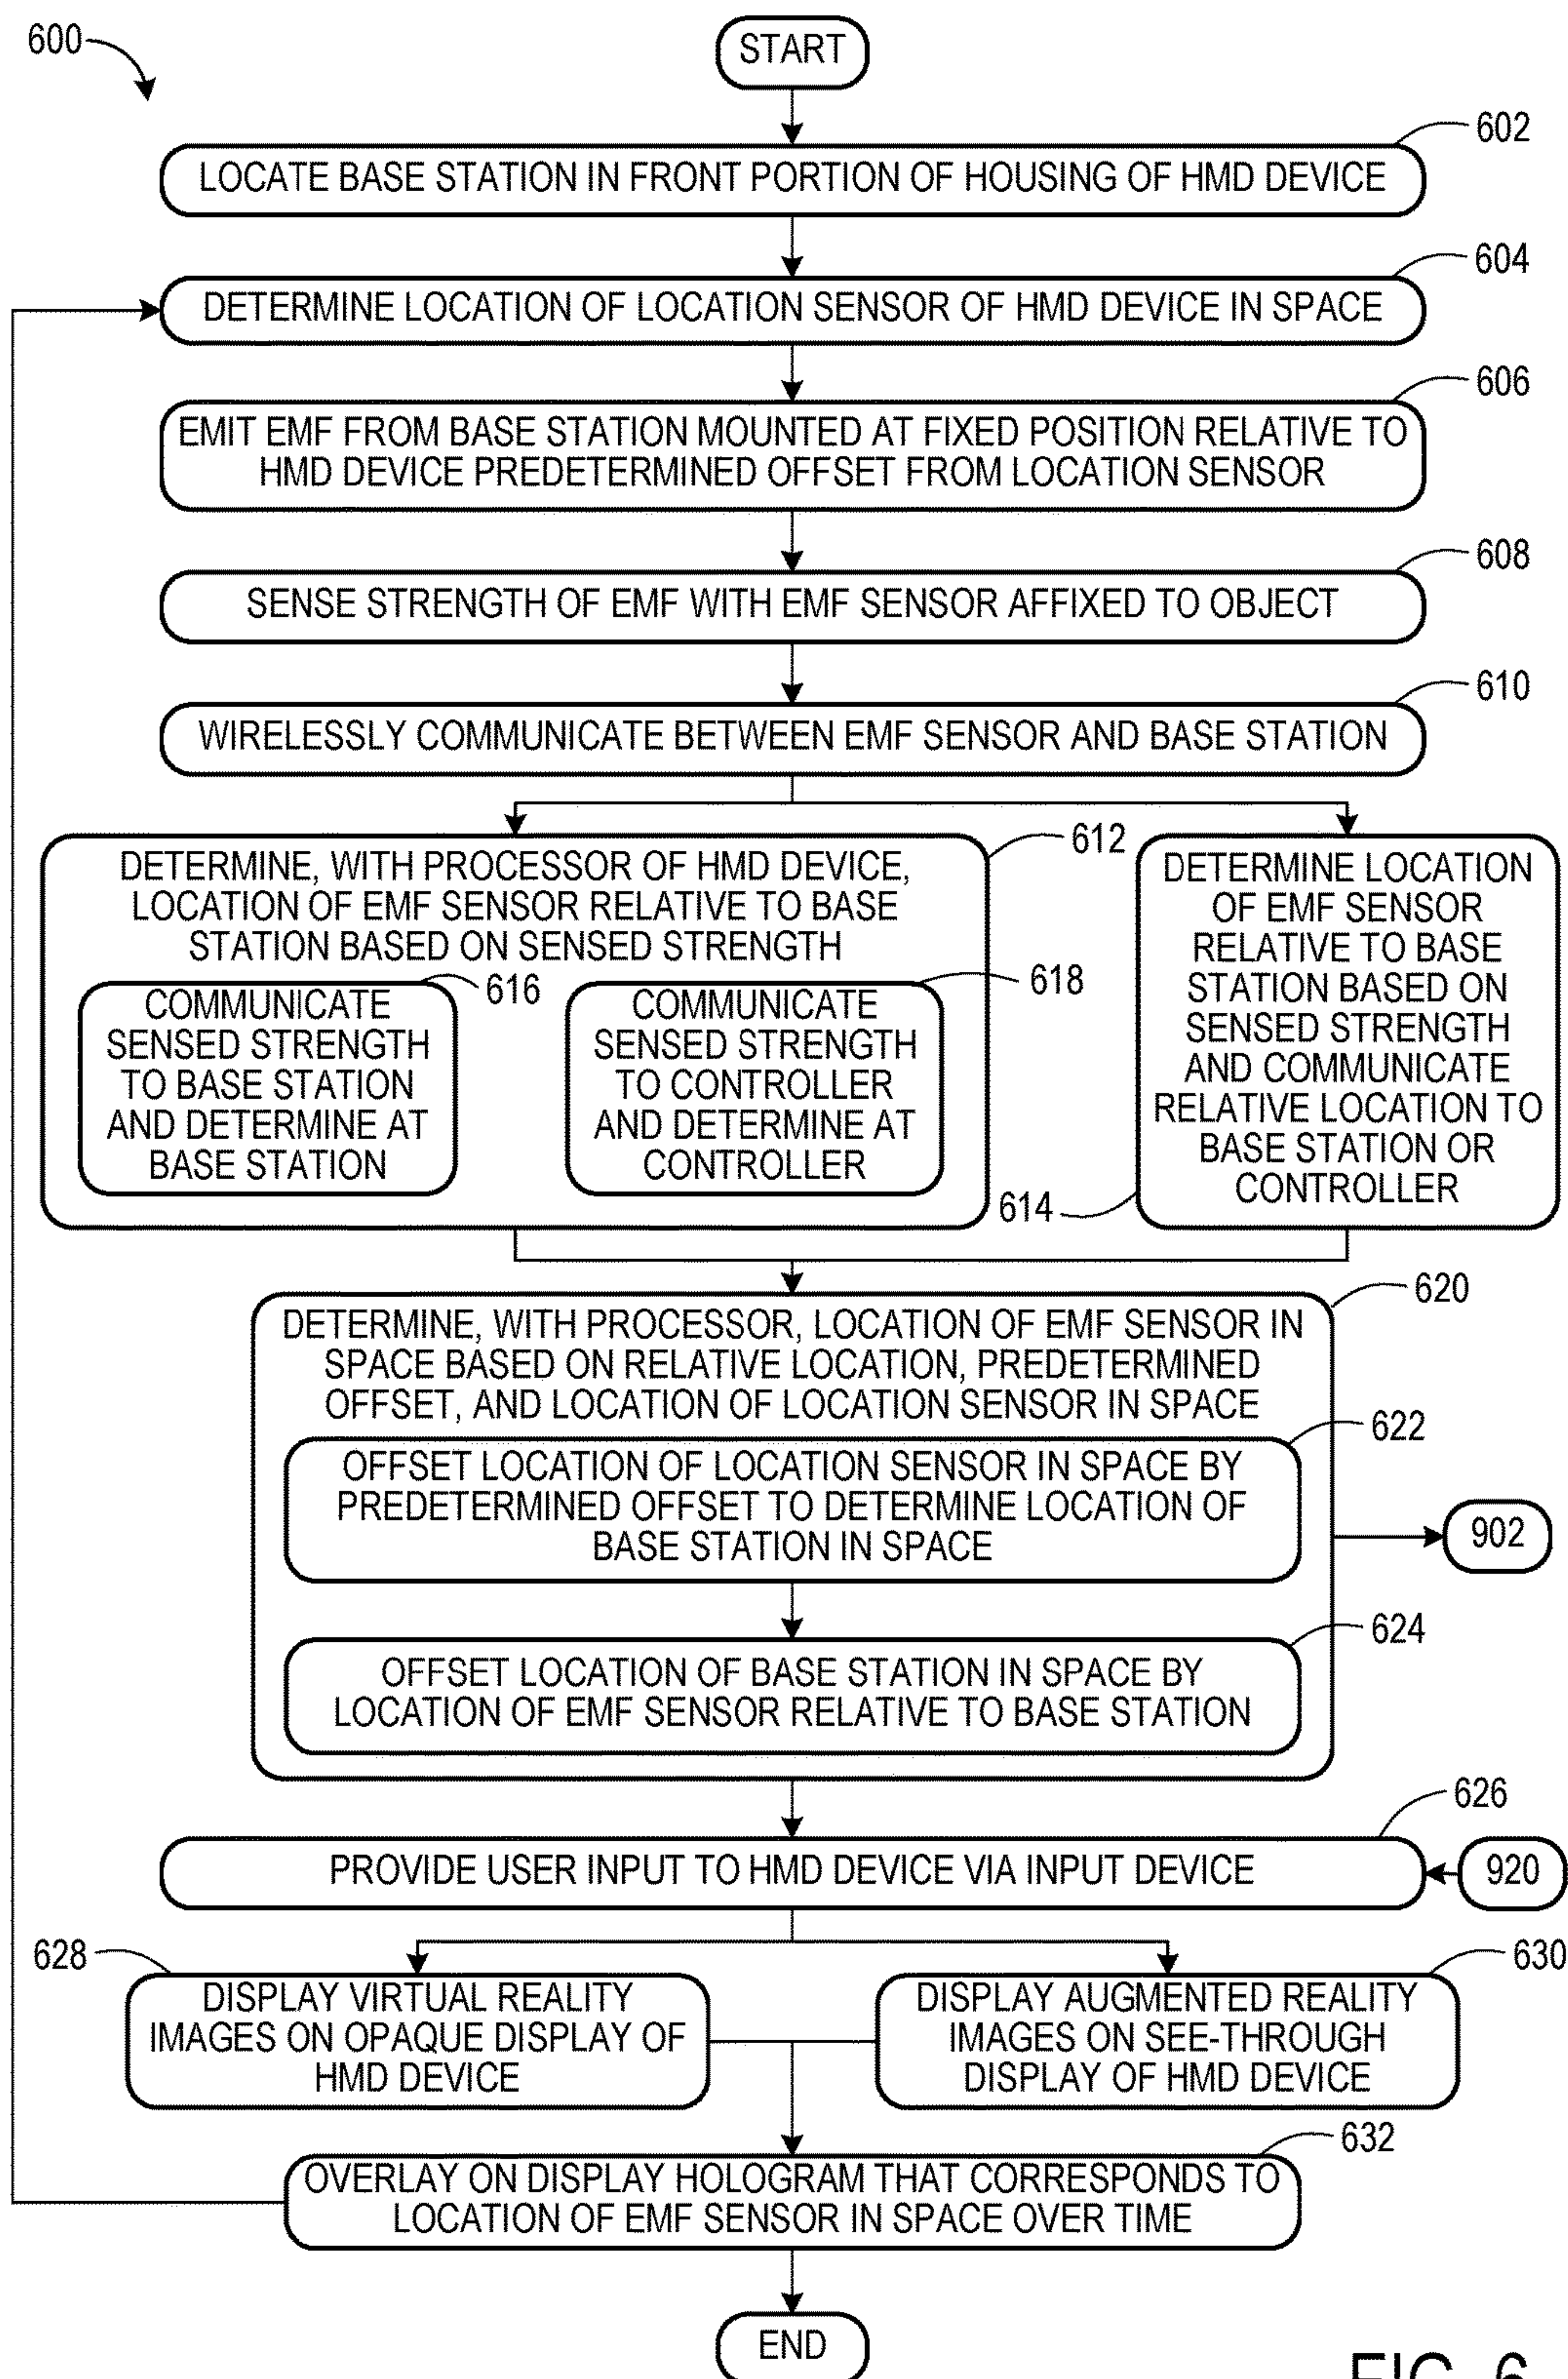 600
START
602
LOCATE BASE STATION IN FRONT PORTION OF HOUSING OF HMD DEVICE
604
DETERMINE LOCATION OF LOCATION SENSOR OF HMD DEVICE IN SPACE
606
EMIT EMF FROM BASE STATION MOUNTED AT FIXED POSITION RELATIVE TO
HMD DEVICE PREDETERMINED OFFSET FROM LOCATION SENSOR
608
SENSE STRENGTH OF EMF WITH EMF SENSOR AFFIXED TO OBJECT
610
WIRELESSLY COMMUNICATE BETWEEN EMF SENSOR AND BASE STATION
612
DETERMINE, WITH PROCESSOR OF HMD DEVICE,
LOCATION OF EMF SENSOR RELATIVE TO BASE
STATION BASED ON SENSED STRENGTH
616
COMMUNICATE
SENSED STRENGTH
TO BASE STATION
AND DETERMINE AT
BASE STATION
618
COMMUNICATE
SENSED STRENGTH
TO CONTROLLER
AND DETERMINE AT
CONTROLLER
614
DETERMINE LOCATION
OF EMF SENSOR
RELATIVE TO BASE
STATION BASED ON
SENSED STRENGTH
AND COMMUNICATE
RELATIVE LOCATION TO
BASE STATION OR
CONTROLLER
620
DETERMINE, WITH PROCESSOR, LOCATION OF EMF SENSOR IN
SPACE BASED ON RELATIVE LOCATION, PREDETERMINED
OFFSET, AND LOCATION OF LOCATION SENSOR IN SPACE
622
OFFSET LOCATION OF LOCATION SENSOR IN SPACE BY
PREDETERMINED OFFSET TO DETERMINE LOCATION OF
BASE STATION IN SPACE
902
624
OFFSET LOCATION OF BASE STATION IN SPACE BY
LOCATION OF EMF SENSOR RELATIVE TO BASE STATION
626
PROVIDE USER INPUT TO HMD DEVICE VIA INPUT DEVICE
920
628
DISPLAY VIRTUAL REALITY
IMAGES ON OPAQUE DISPLAY OF
HMD DEVICE
630
DISPLAY AUGMENTED REALITY
IMAGES ON SEE-THROUGH
DISPLAY OF HMD DEVICE
632
OVERLAY ON DISPLAY HOLOGRAM THAT CORRESPONDS TO
LOCATION OF EMF SENSOR IN SPACE OVER TIME
END
FIG. 6